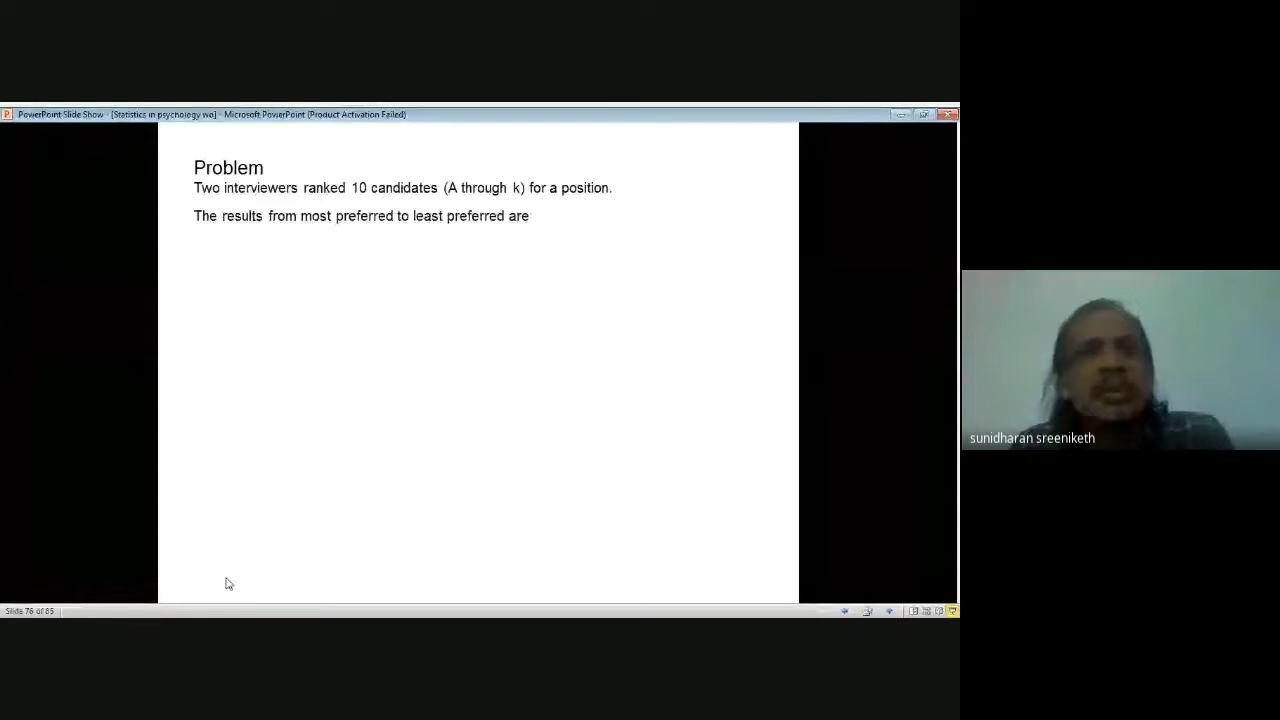 PowerPoint Slide Show - [Statistics in psychology wo] - Microsoft PowerPoint (Product Activation Failed)
Problem
Two interviewers ranked 10 candidates (A through k) for a position.
The results from most preferred to least preferred are
sunidharan sreeniketh
Slide 76 of 85